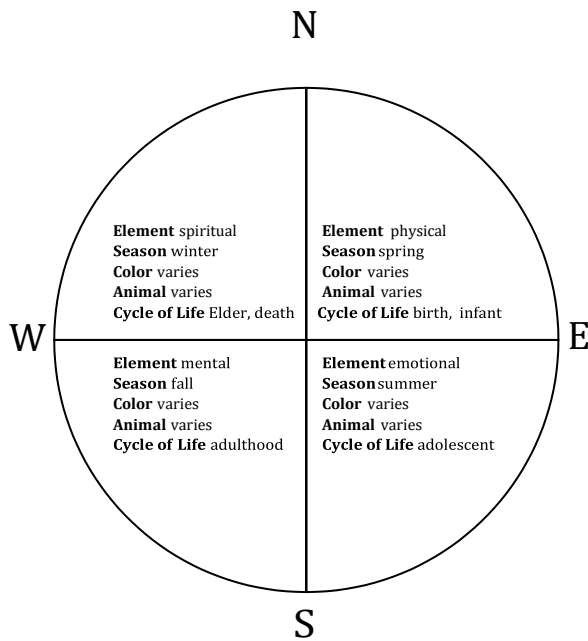 N
Element spiritual
Season winter
Color varies
Animal varies
Cycle of Life Elder, death
Element physical
Season spring
Color varies
Animal varies
Cycle of Life birth, infant
W
E
Element mental
Season fall
Color varies
Animal varies
Cycle of Life adulthood
Element emotional
Season summer
Color varies
Animal varies
Cycle of Life adolescent
S